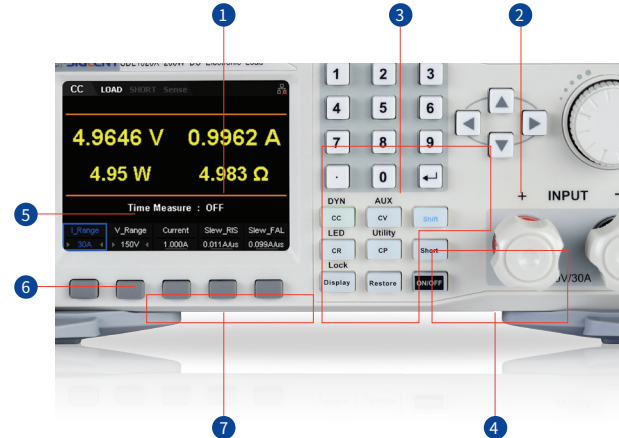 1 3 2
SDL1020X 200W DC Electronic Load
CC LOAD SHORT Sense
4.9646 V 0.9962 A
4.95 W 4.983 Ω
Time Measure : OFF
I_Range V_Range Current Slew_RIS Slew_FAL
30A 150V 1.000A 0.011A/us 0.099A/us
1 2 3
4 5 6
7 8 9
. 0
DYN AUX
CC CV Shift
LED Utility
CR CP Short
Lock
Display Restore ON/OFF
+ INPUT -
V/30A
5
6
7 4